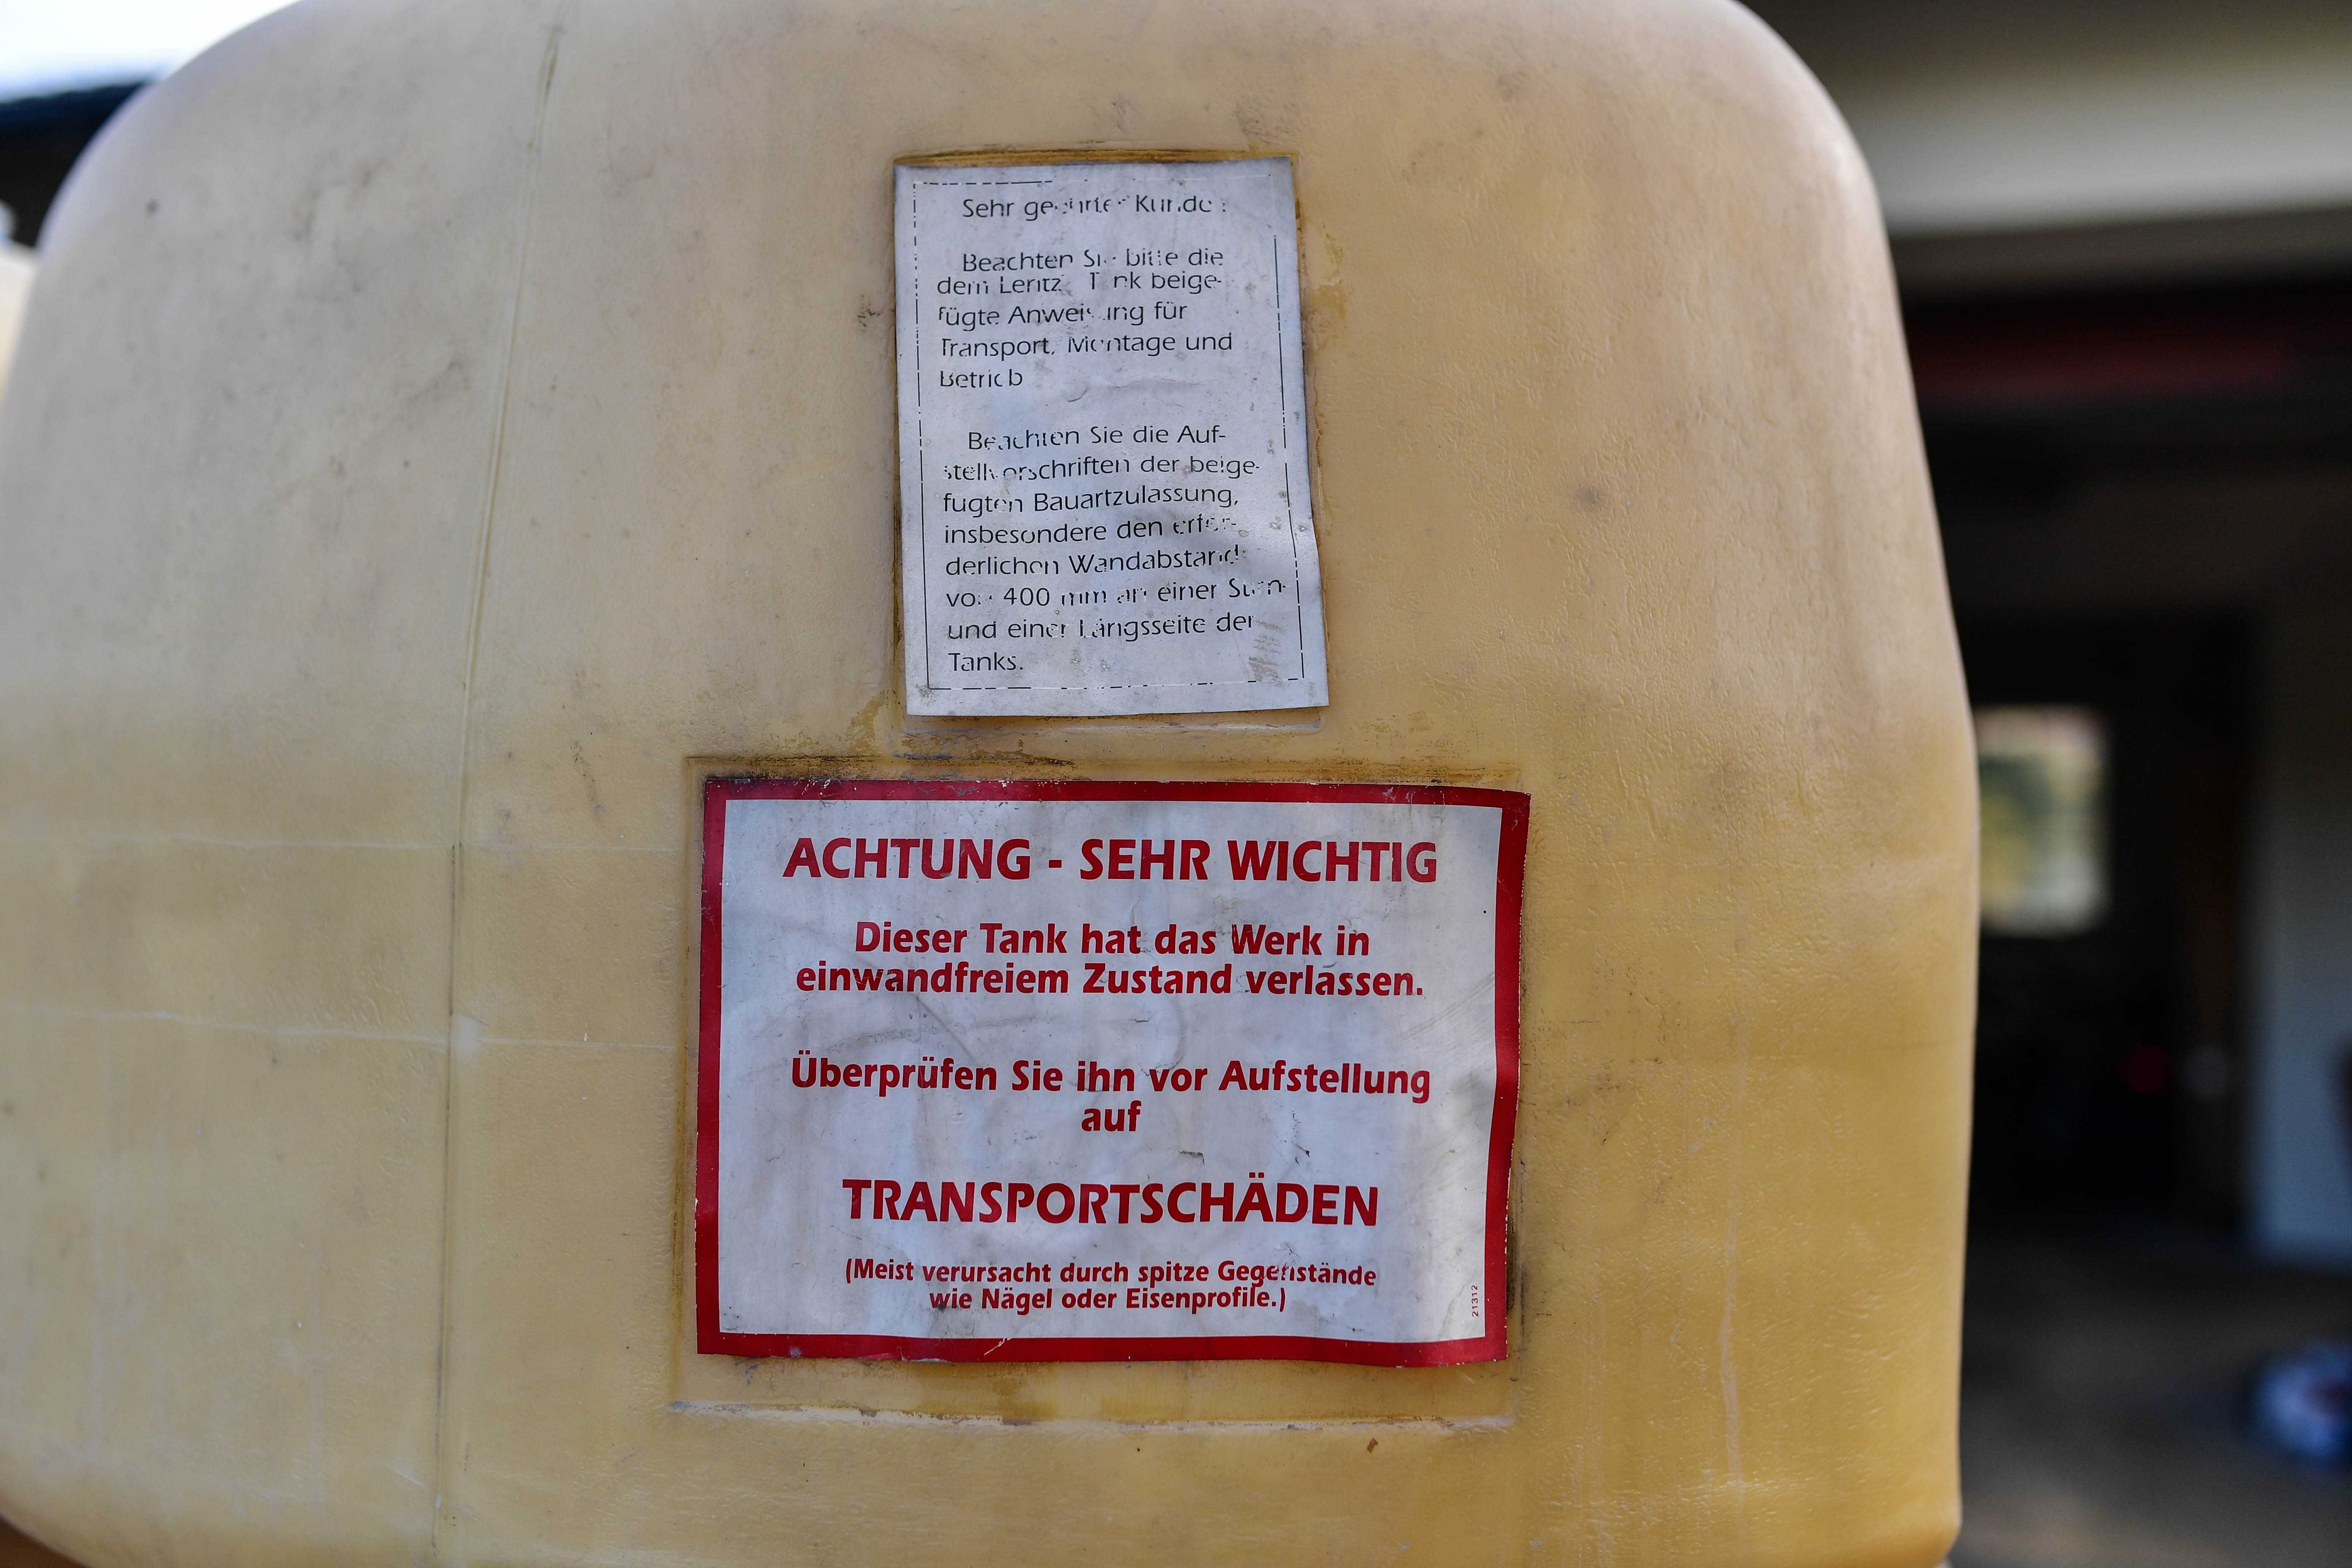 Sehr geehrter Kunde!
Beachten Sie bitte die
dem Tank beige-
fügte Anweisung für
Transport, Montage und
Betrieb
Beachten Sie die Auf-
stellvorschriften der beige-
fügten Bauartzulassung,
insbesondere den erfor-
derlichen Wandabstand
von 400 mm an einer Stirn-
und einer Längsseite der
Tanks.
ACHTUNG - SEHR WICHTIG
Dieser Tank hat das Werk in
einwandfreiem Zustand verlassen.
Überprüfen Sie ihn vor Aufstellung
auf
TRANSPORTSCHÄDEN
(Meist verursacht durch spitze Gegenstände
wie Nägel oder Eisenprofile.)
21312